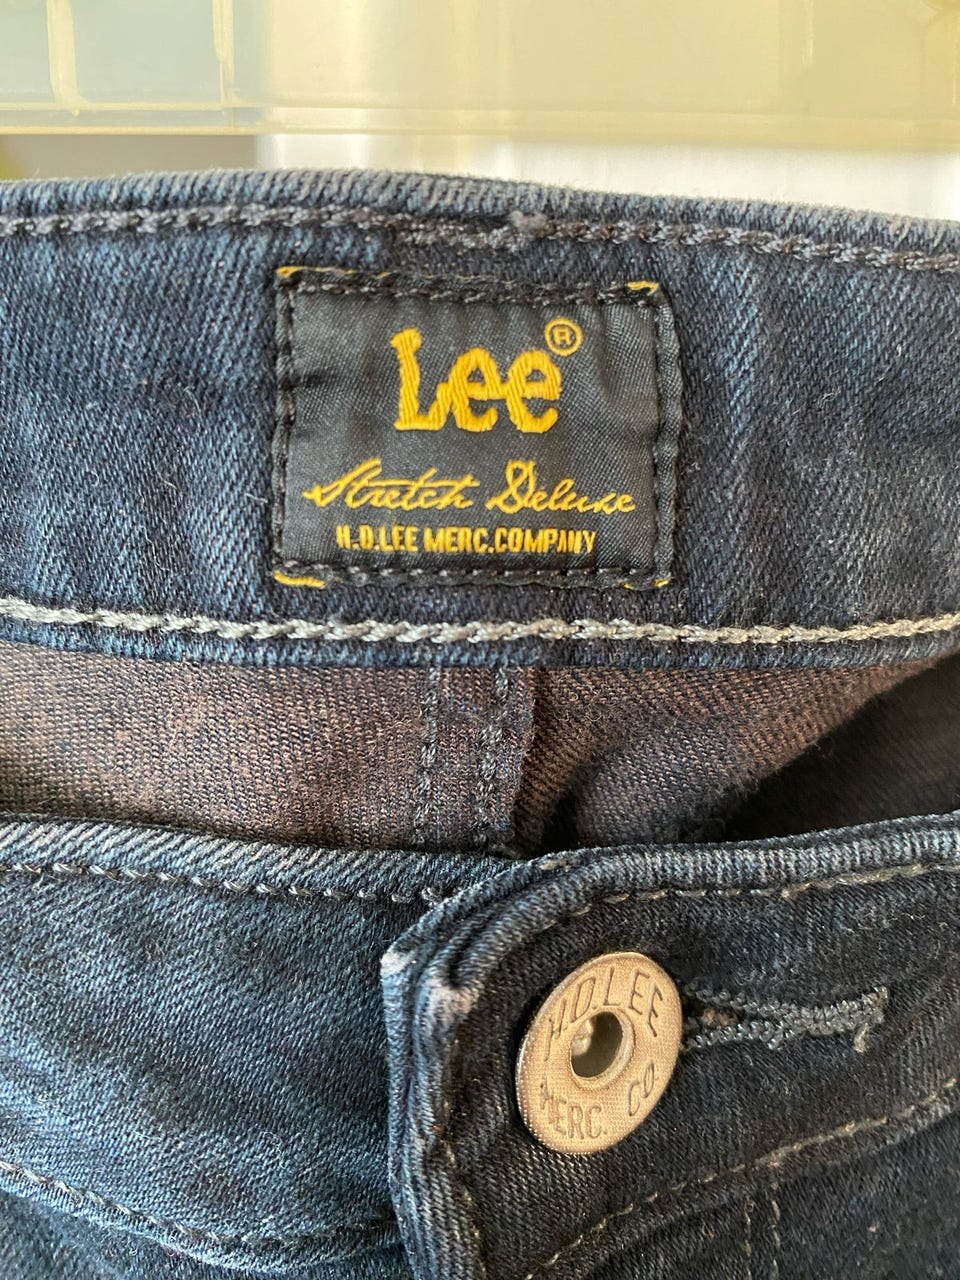 Lee®
Stretch Deluxe
H.D.LEE MERC.COMPANY
H.D.LEE
MERC. CO.